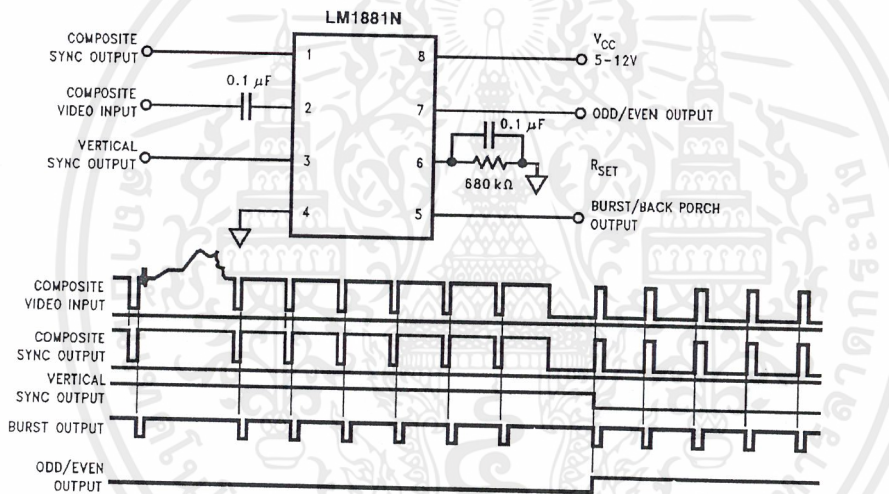 LM1881N
COMPOSITE
SYNC OUTPUT
1
8
VCC
5-12V
0.1 μF
COMPOSITE
VIDEO INPUT
2
7
ODD/EVEN OUTPUT
0.1 μF
VERTICAL
SYNC OUTPUT
3
6
RSET
680 kΩ
4
5
BURST/BACK PORCH
OUTPUT
COMPOSITE
VIDEO INPUT
COMPOSITE
SYNC OUTPUT
VERTICAL
SYNC OUTPUT
BURST OUTPUT
ODD/EVEN
OUTPUT